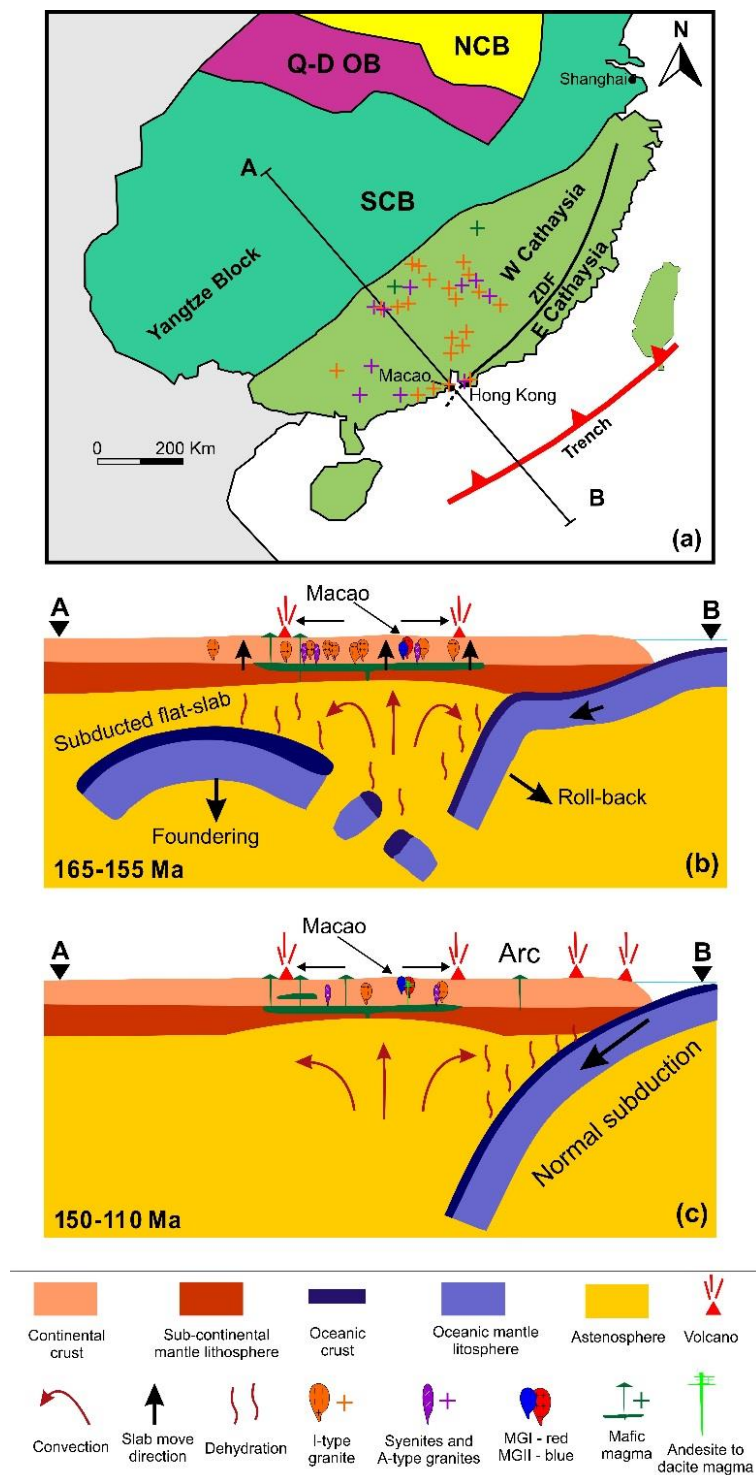 NCB
N
Q-D OB
Shanghai
A
SCB
W Cathaysia
Yangtze Block
ZDF
E Cathaysia
Macao
Hong Kong
0 200 Km
Trench
B
(a)
A
Macao
B
Subducted flat-slab
Roll-back
Foundering
165-155 Ma
(b)
A
Macao
Arc
B
Normal subduction
150-110 Ma
(c)
Continental
crust
Sub-continental
mantle lithosphere
Oceanic
crust
Oceanic mantle
litosphere
Astenosphere
Volcano
Convection
Slab move
direction
Dehydration
I-type
granite
Syenites and
A-type granites
MGI - red
MGII - blue
Mafic
magma
Andesite to
dacite magma